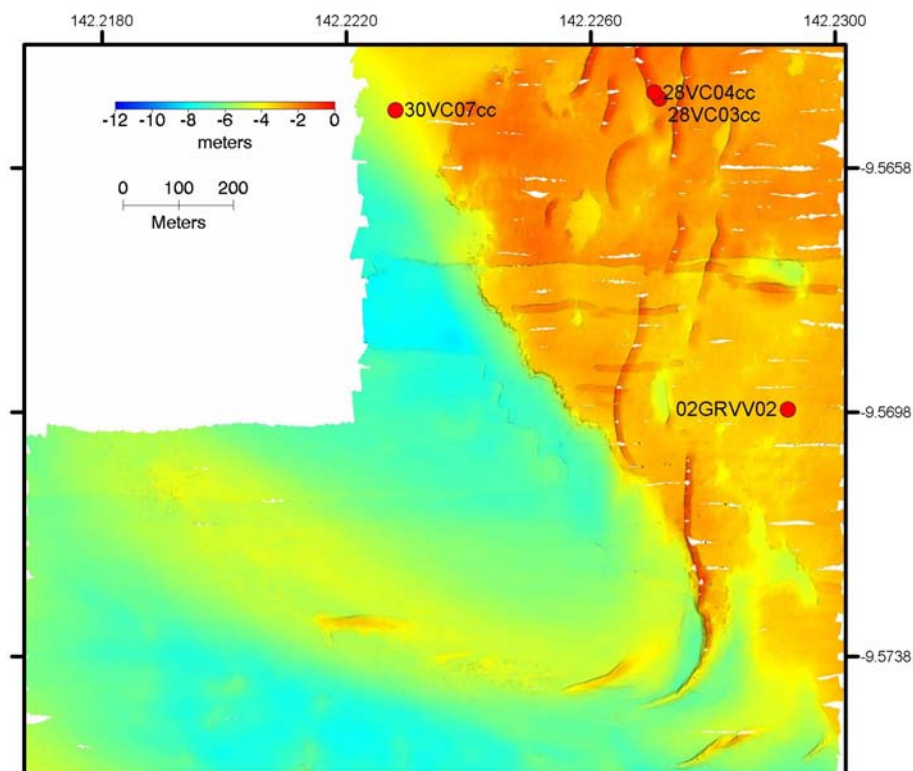 142.2180 142.2220 142.2260 142.2300
28VC04cc
30VC07cc
28VC03cc
-12 -10 -8 -6 -4 -2 0
meters
-9.5658
0 100 200
Meters
-9.5698
02GRVV02
-9.5738